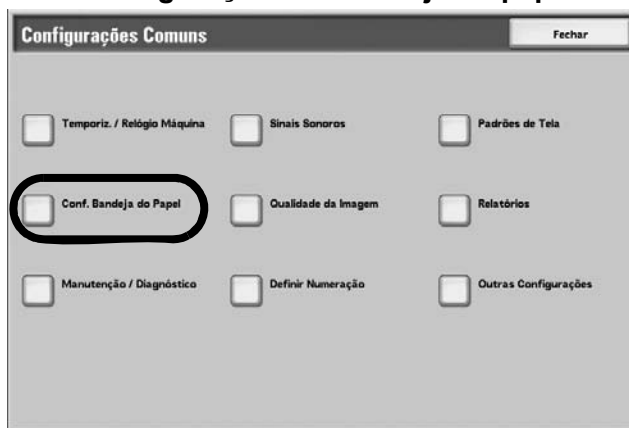 Configurações Comuns
Fechar
Temporiz. / Relógio Máquina
Sinais Sonoros
Padrões de Tela
Conf. Bandeja do Papel
Qualidade da Imagem
Relatórios
Manutenção / Diagnóstico
Definir Numeração
Outras Configurações